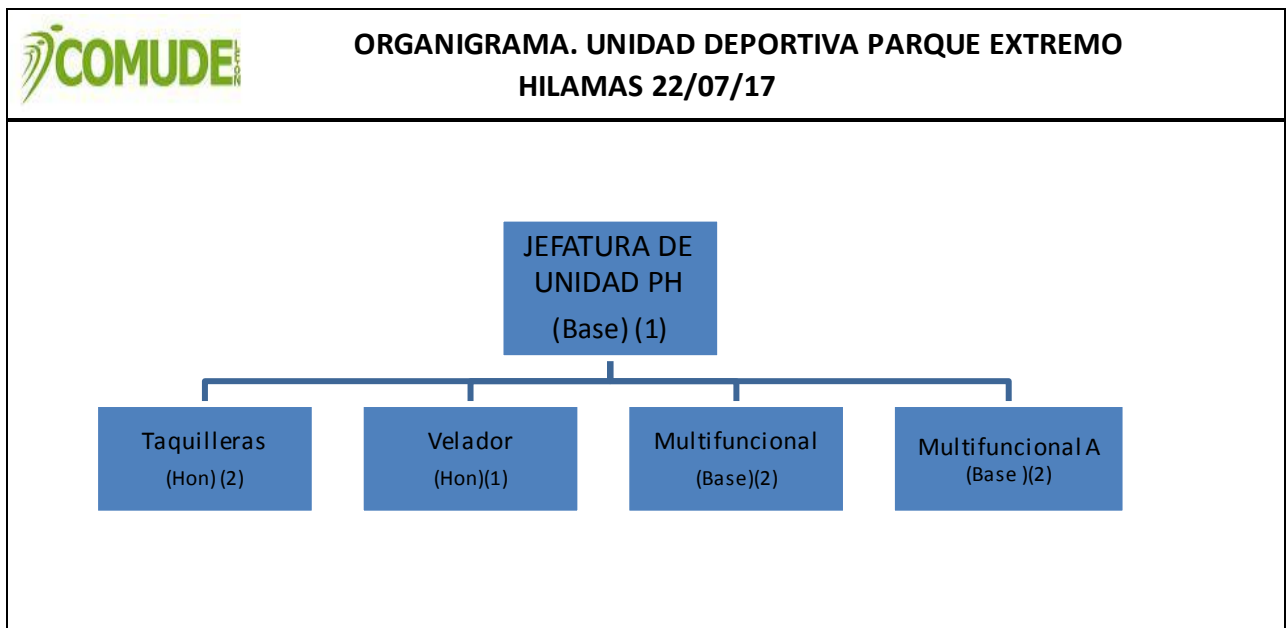 COMUDE
LEÓN
ORGANIGRAMA. UNIDAD DEPORTIVA PARQUE EXTREMO
HILAMAS 22/07/17
JEFATURA DE
UNIDAD PH
(Base) (1)
Taquilleras
(Hon) (2)
Velador
(Hon)(1)
Multifuncional
(Base)(2)
Multifuncional A
(Base )(2)